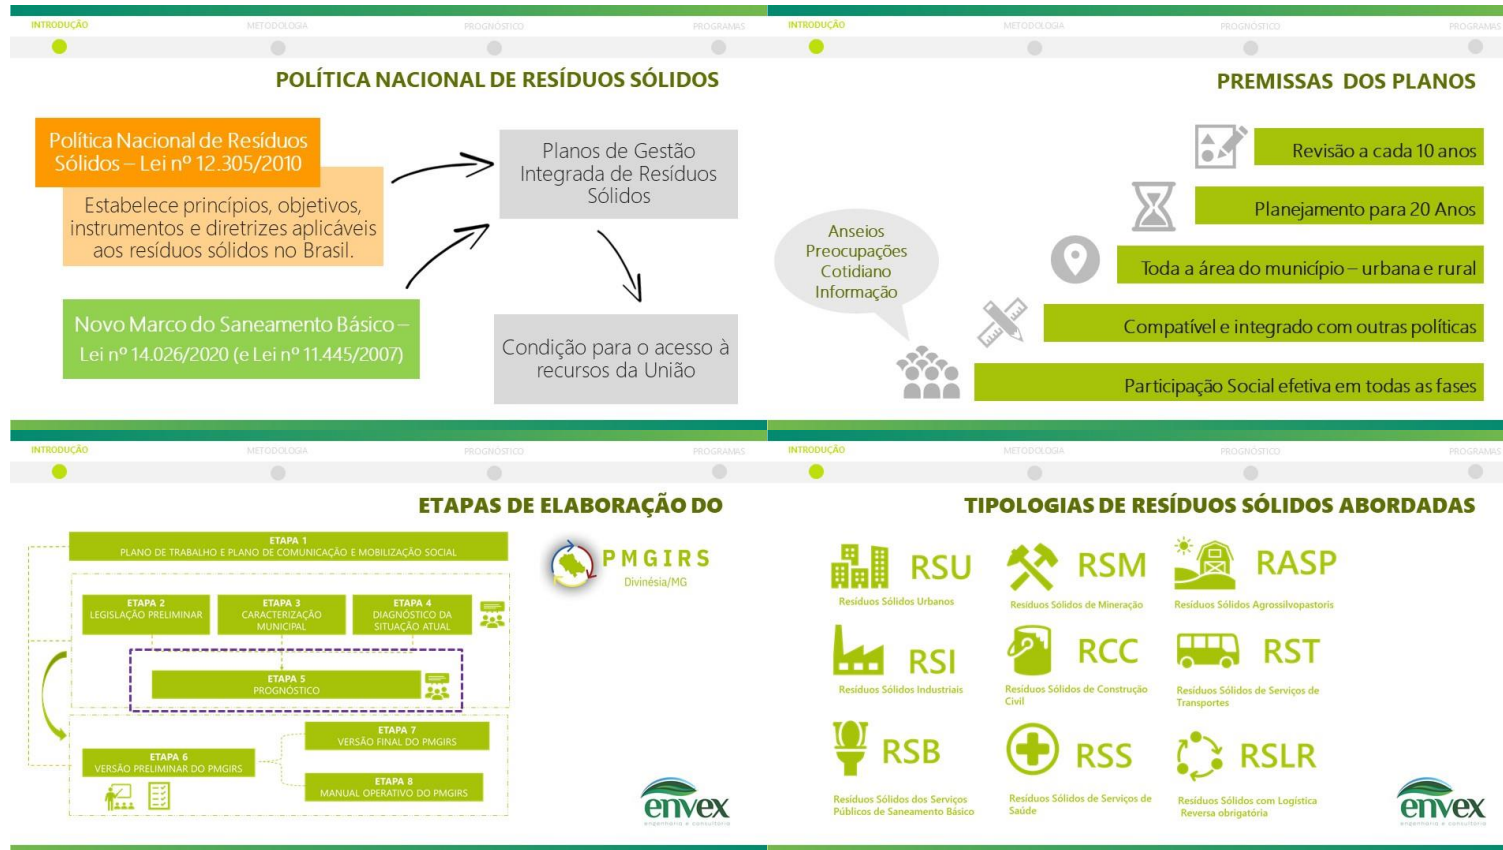 INTRODUÇÃO METODOLOGIA PROGNÓSTICO PROGRAMAS
POLÍTICA NACIONAL DE RESÍDUOS SÓLIDOS
Política Nacional de Resíduos
Sólidos – Lei nº 12.305/2010
Estabelece princípios, objetivos,
instrumentos e diretrizes aplicáveis
aos resíduos sólidos no Brasil.
Novo Marco do Saneamento Básico –
Lei nº 14.026/2020 (e Lei nº 11.445/2007)
Planos de Gestão
Integrada de Resíduos
Sólidos
Condição para o acesso à
recursos da União
INTRODUÇÃO METODOLOGIA PROGNÓSTICO PROGRAMAS
PREMISSAS DOS PLANOS
Revisão a cada 10 anos
Planejamento para 20 Anos
Toda a área do município – urbana e rural
Compatível e integrado com outras políticas
Participação Social efetiva em todas as fases
Anseios
Preocupações
Cotidiano
Informação
INTRODUÇÃO METODOLOGIA PROGNÓSTICO PROGRAMAS
ETAPAS DE ELABORAÇÃO DO
PMGIRS
Divinésia/MG
ETAPA 1
PLANO DE TRABALHO E PLANO DE COMUNICAÇÃO E MOBILIZAÇÃO SOCIAL
ETAPA 2
LEGISLAÇÃO PRELIMINAR
ETAPA 3
CARACTERIZAÇÃO
MUNICIPAL
ETAPA 4
DIAGNÓSTICO DA
SITUAÇÃO ATUAL
ETAPA 5
PROGNÓSTICO
ETAPA 6
VERSÃO PRELIMINAR DO PMGIRS
ETAPA 7
VERSÃO FINAL DO PMGIRS
ETAPA 8
MANUAL OPERATIVO DO PMGIRS
envex
engenharia e consultoria
INTRODUÇÃO METODOLOGIA PROGNÓSTICO PROGRAMAS
TIPOLOGIAS DE RESÍDUOS SÓLIDOS ABORDADAS
RSU
Resíduos Sólidos Urbanos
RSM
Resíduos Sólidos de Mineração
RASP
Resíduos Sólidos Agrossilvopastoris
RSI
Resíduos Sólidos Industriais
RCC
Resíduos Sólidos de Construção
Civil
RST
Resíduos Sólidos de Serviços de
Transportes
RSB
Resíduos Sólidos dos Serviços
Públicos de Saneamento Básico
RSS
Resíduos Sólidos de Serviços de
Saúde
RSLR
Resíduos Sólidos com Logística
Reversa obrigatória
envex
engenharia e consultoria